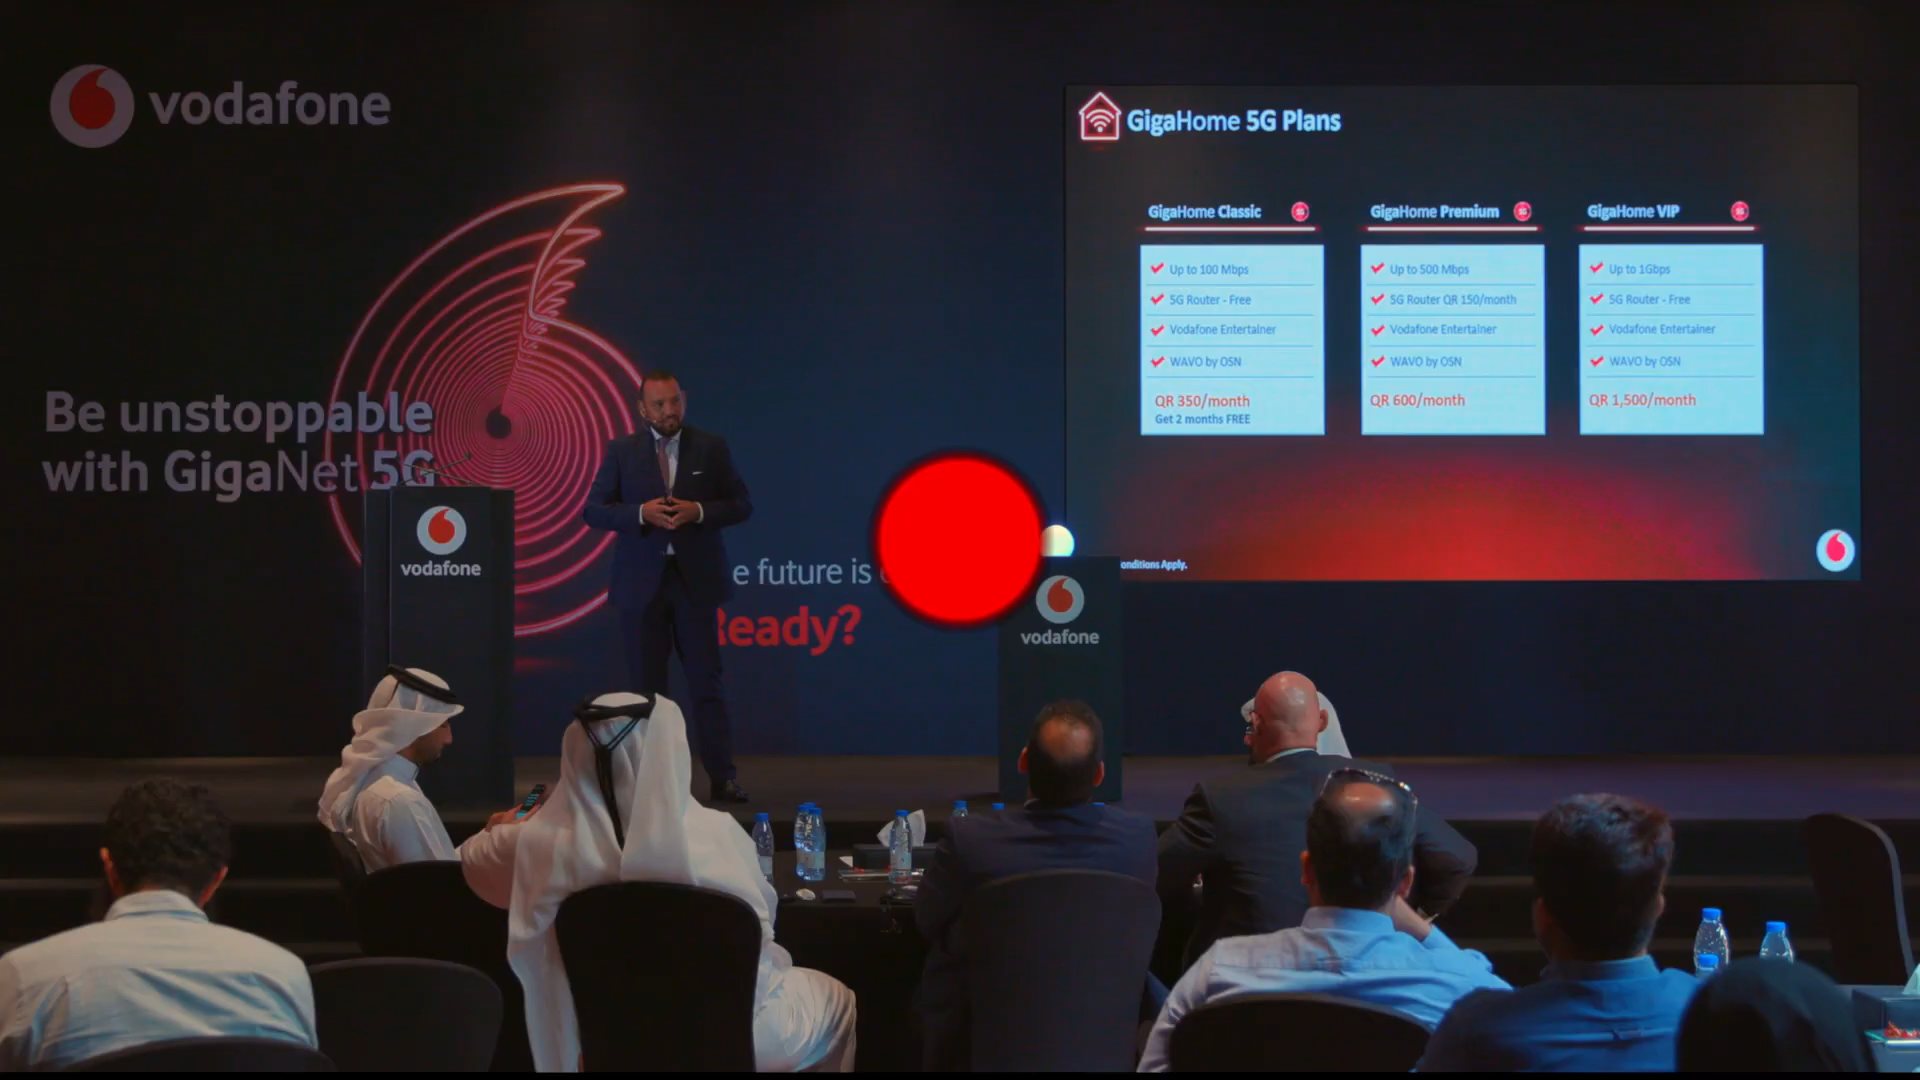 vodafone
Be unstoppable
with GigaNet 5G
vodafone
e future is
Ready?
vodafone
GigaHome 5G Plans
GigaHome Classic
Up to 100 Mbps
5G Router - Free
Vodafone Entertainer
WAVO by OSN
QR 350/month
Get 2 months FREE
GigaHome Premium
Up to 500 Mbps
5G Router QR 150/month
Vodafone Entertainer
WAVO by OSN
QR 600/month
GigaHome VIP
Up to 1Gbps
5G Router - Free
Vodafone Entertainer
WAVO by OSN
QR 1,500/month
onditions Apply.